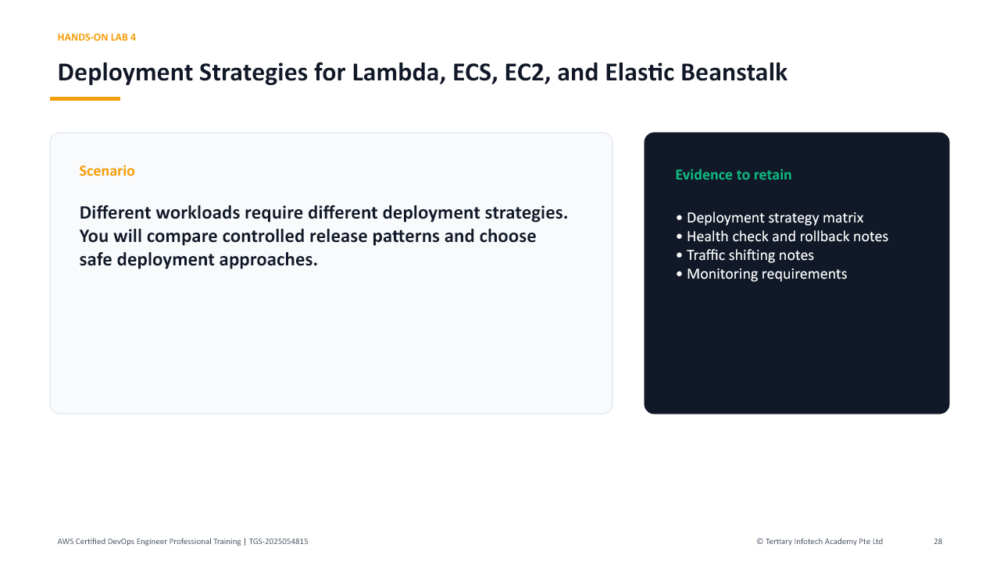 HANDS-ON LAB 4
Deployment Strategies for Lambda, ECS, EC2, and Elastic Beanstalk
Scenario
Different workloads require different deployment strategies.
You will compare controlled release patterns and choose
safe deployment approaches.
Evidence to retain
• Deployment strategy matrix
• Health check and rollback notes
• Traffic shifting notes
• Monitoring requirements
AWS Certified DevOps Engineer Professional Training | TGS-2025054815
© Tertiary Infotech Academy Pte Ltd
28